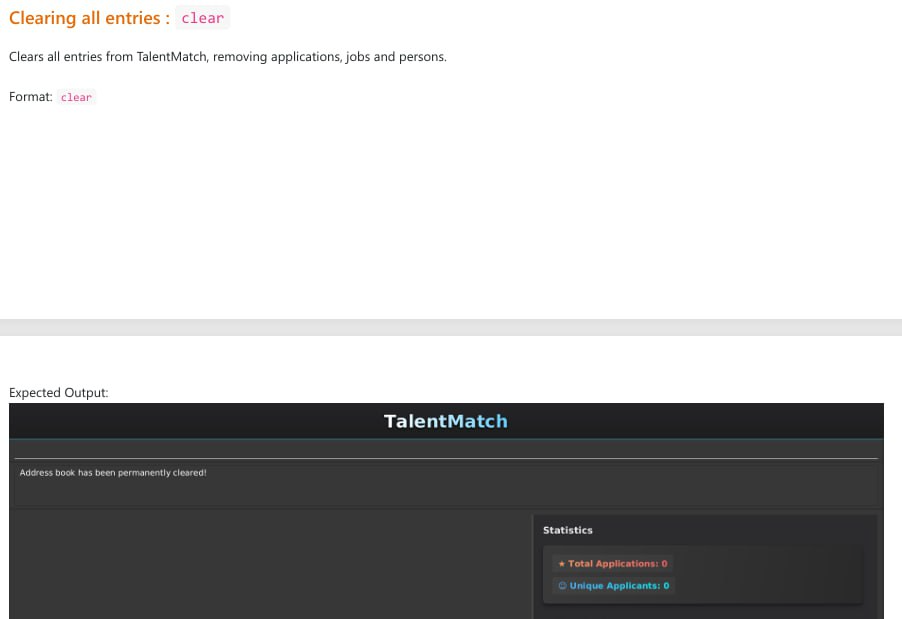 Clearing all entries : clear
Clears all entries from TalentMatch, removing applications, jobs and persons.
Format: clear
Expected Output:
TalentMatch
Address book has been permanently cleared!
Statistics
★ Total Applications: 0
☺ Unique Applicants: 0